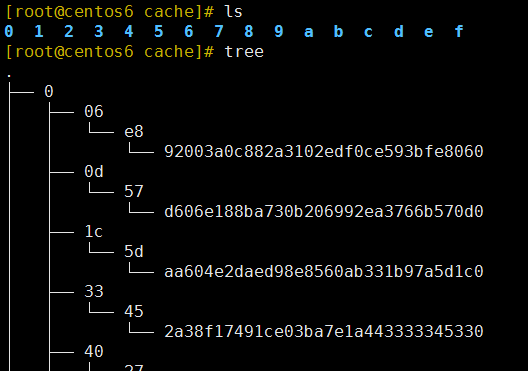 [root@centos6 cache]# ls
0 1 2 3 4 5 6 7 8 9 a b c d e f
[root@centos6 cache]# tree
.
├── 0
│   ├── 06
│   │   └── e8
│   │       └── 92003a0c882a3102edf0ce593bfe8060
│   ├── 0d
│   │   └── 57
│   │       └── d606e188ba730b206992ea3766b570d0
│   ├── 1c
│   │   └── 5d
│   │       └── aa604e2daed98e8560ab331b97a5d1c0
│   ├── 33
│   │   └── 45
│   │       └── 2a38f17491ce03ba7e1a443333345330
│   ├── 40